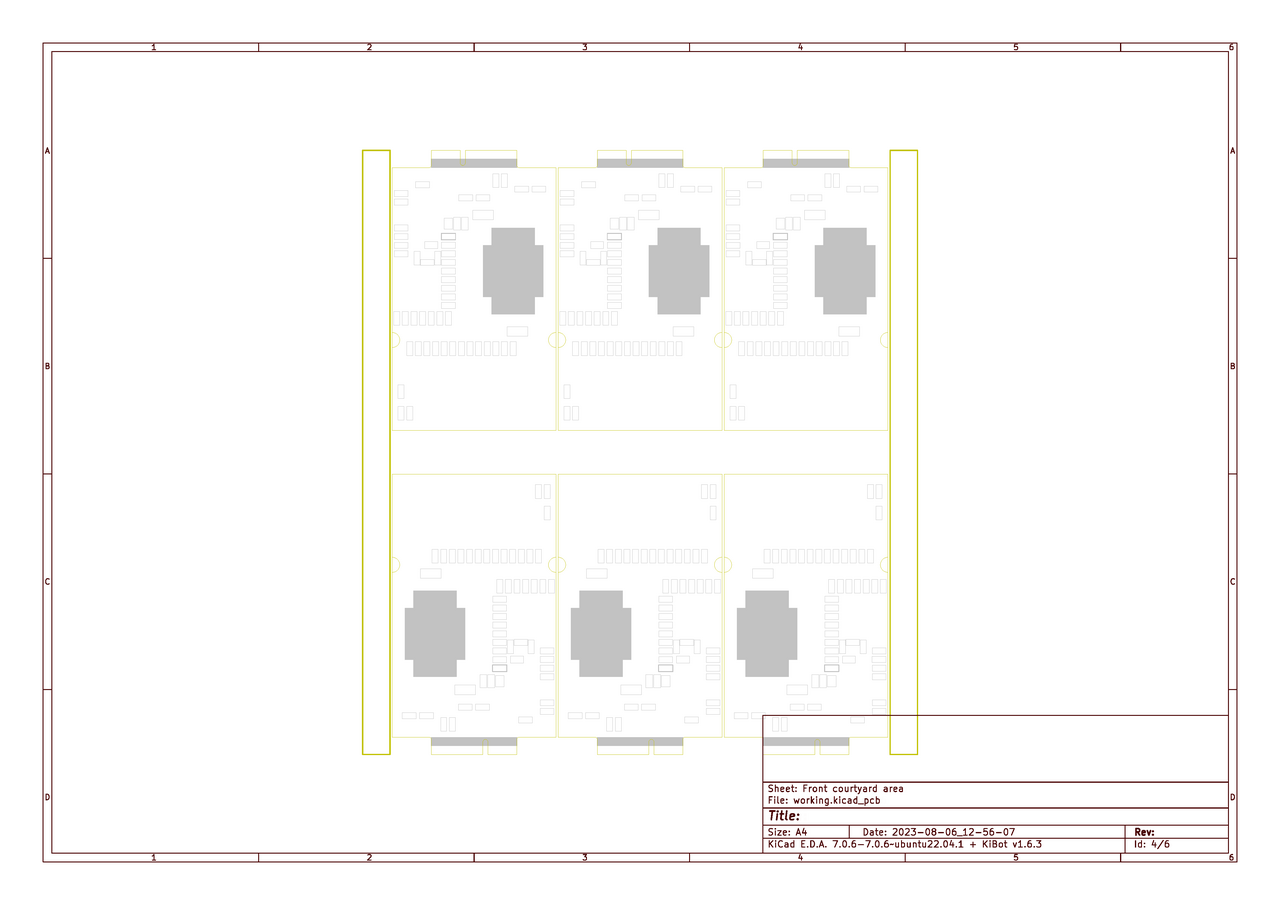 1 2 3 4 5 6
A A
B B
C C
D D
Sheet: Front courtyard area
File: working.kicad_pcb
Title:
Size: A4 Date: 2023-08-06_12-56-07 Rev:
KiCad E.D.A. 7.0.6-7.0.6~ubuntu22.04.1 + KiBot v1.6.3 Id: 4/6
1 2 3 4 5 6